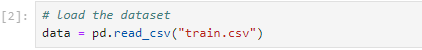 [2]:
# load the dataset
data = pd.read_csv("train.csv")